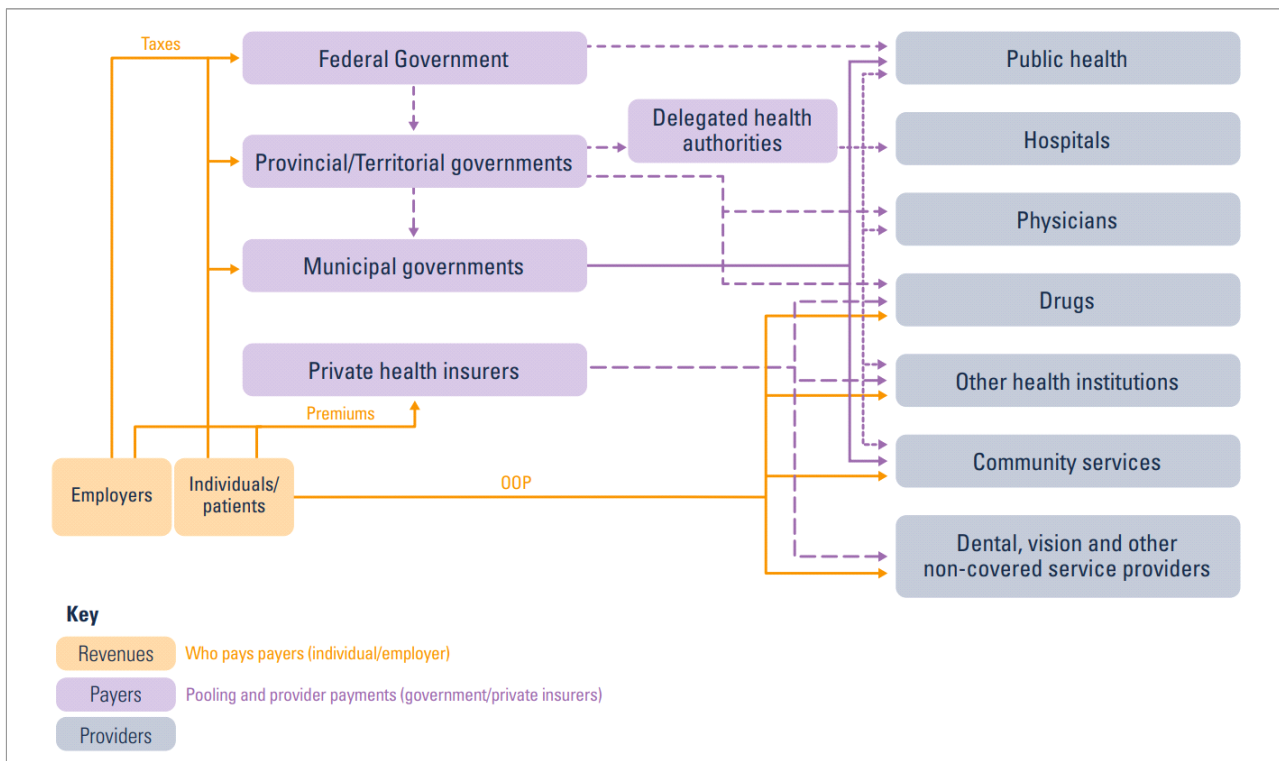 Taxes
Federal Government
Public health
Delegated health
authorities
Hospitals
Provincial/Territorial governments
Physicians
Municipal governments
Drugs
Private health insurers
Other health institutions
Premiums
Employers
Individuals/
patients
OOP
Community services
Dental, vision and other
non-covered service providers
Key
Revenues
Who pays payers (individual/employer)
Payers
Pooling and provider payments (government/private insurers)
Providers